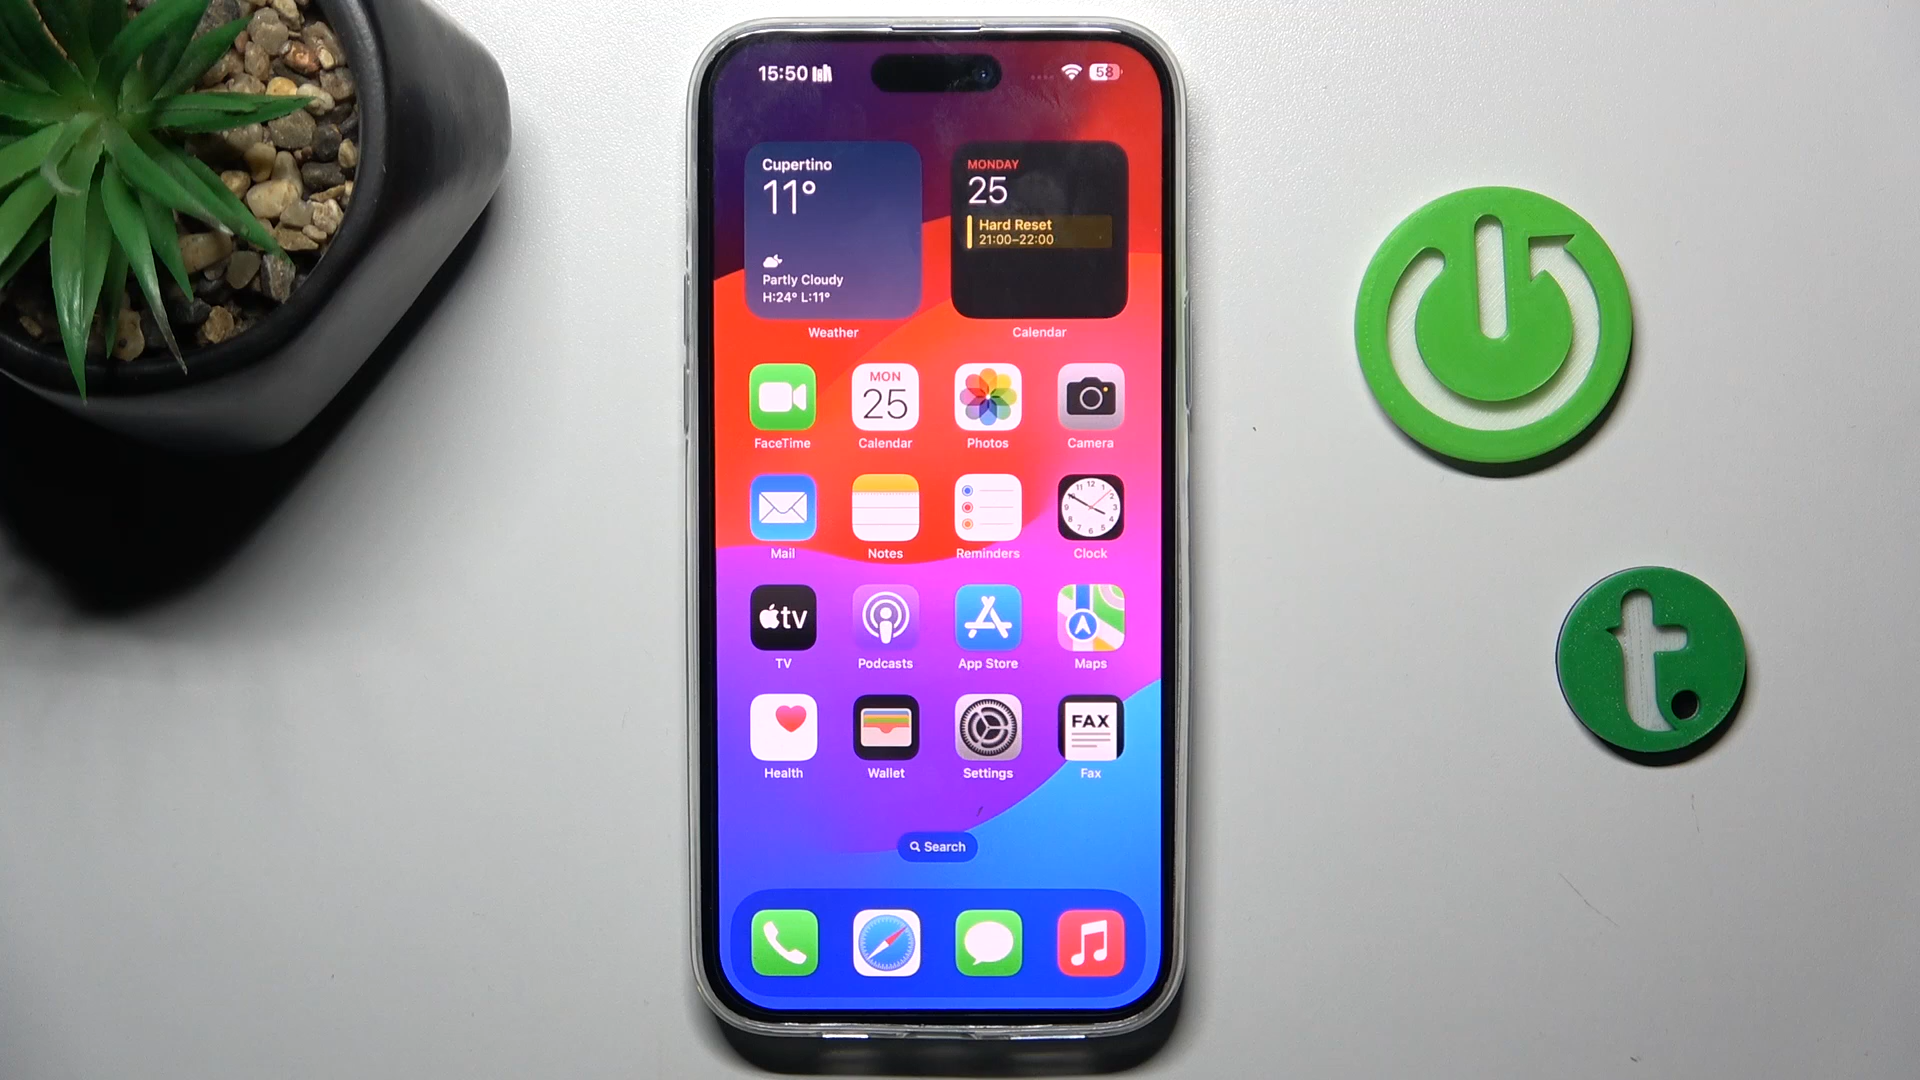 15:50
58
Cupertino
11°
Partly Cloudy
H:24° L:11°
Weather
MONDAY
25
Hard Reset
21:00–22:00
Calendar
FaceTime
MON
25
Calendar
Photos
Camera
Mail
Notes
Reminders
Clock
tv
TV
Podcasts
App Store
Maps
Health
Wallet
Settings
FAX
Fax
Search
t.